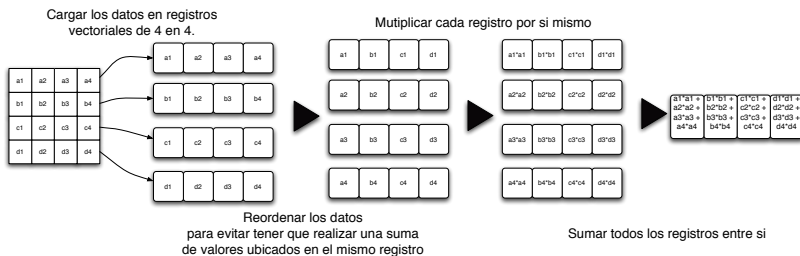 Cargar los datos en registros
vectoriales de 4 en 4.
Mutiplicar cada registro por si mismo
a1 a2 a3 a4
b1 b2 b3 b4
c1 c2 c3 c4
d1 d2 d3 d4
a1 a2 a3 a4
b1 b2 b3 b4
c1 c2 c3 c4
d1 d2 d3 d4
a1 b1 c1 d1
a2 b2 c2 d2
a3 b3 c3 d3
a4 b4 c4 d4
a1*a1 b1*b1 c1*c1 d1*d1
a2*a2 b2*b2 c2*c2 d2*d2
a3*a3 b3*b3 c3*c3 d3*d3
a4*a4 b4*b4 c4*c4 d4*d4
a1*a1 + b1*b1 + c1*c1 + d1*d1 +
a2*a2 + b2*b2 + c2*c2 + d2*d2 +
a3*a3 + b3*b3 + c3*c3 + d3*d3 +
a4*a4 b4*b4 c4*c4 d4*d4
Reordenar los datos
para evitar tener que realizar una suma
de valores ubicados en el mismo registro
Sumar todos los registros entre si